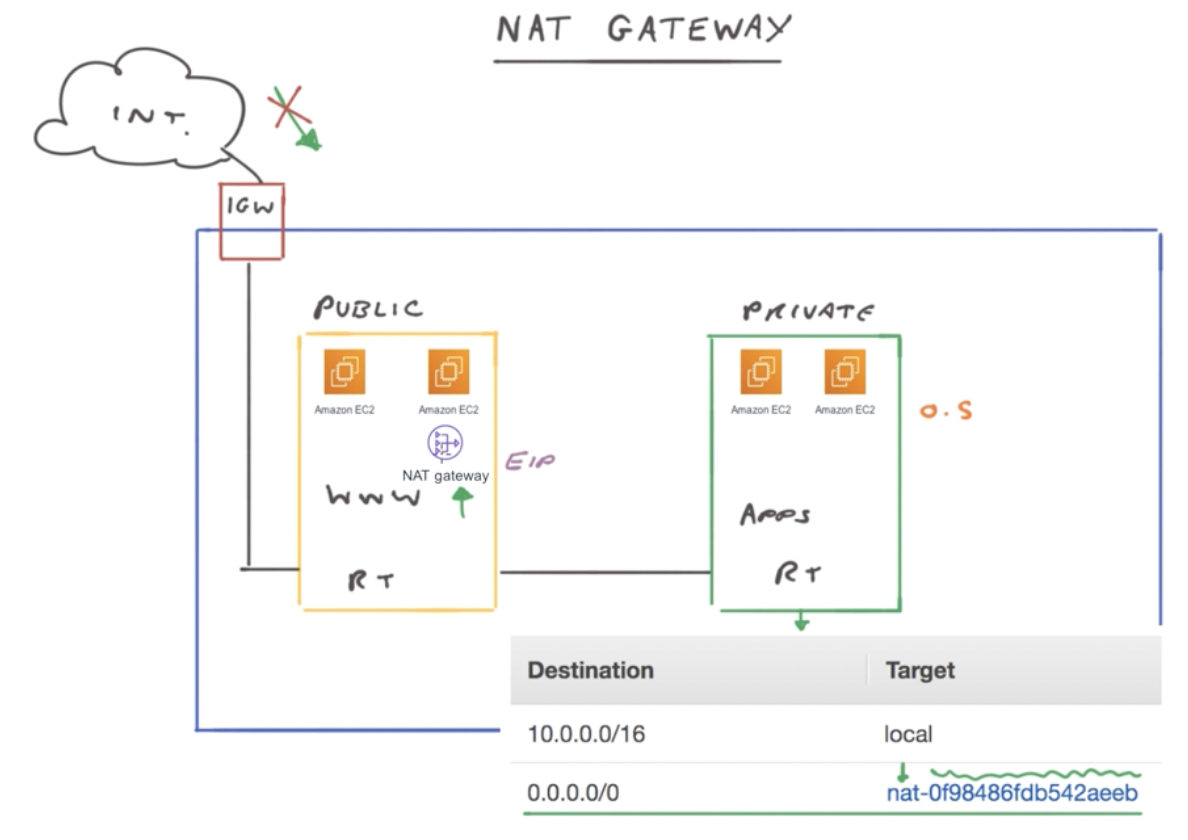 NAT GATEWAY
INT.
IGW
PUBLIC
PRIVATE
Amazon EC2
Amazon EC2
Amazon EC2
Amazon EC2
O.S
NAT gateway
EIP
WWW
APPS
RT
RT
Destination Target
10.0.0.0/16 local
0.0.0.0/0 nat-0f98486fdb542aeeb